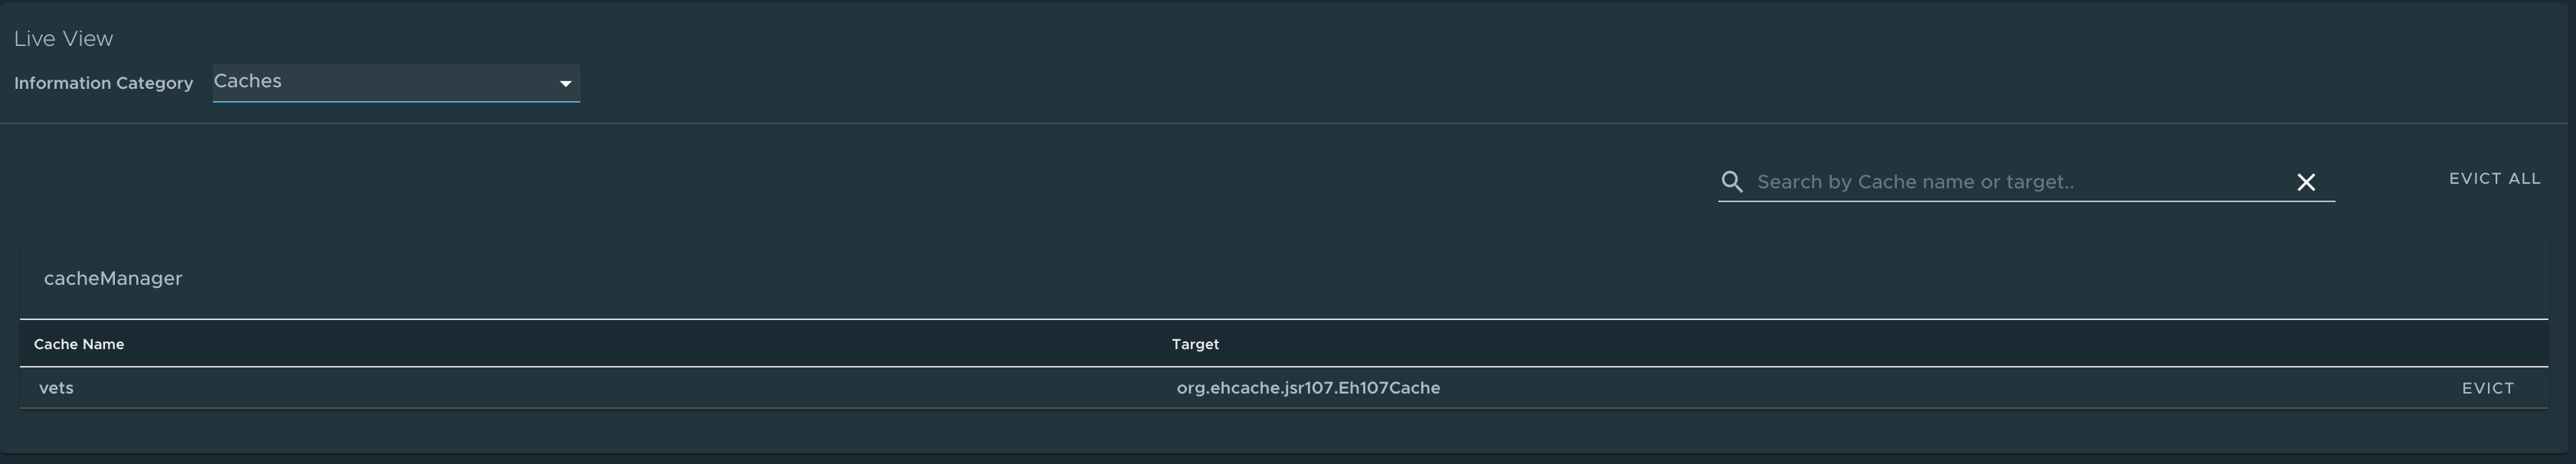 Live View
Information Category Caches
Search by Cache name or target.. EVICT ALL
cacheManager
Cache Name Target
vets org.ehcache.jsr107.Eh107Cache EVICT